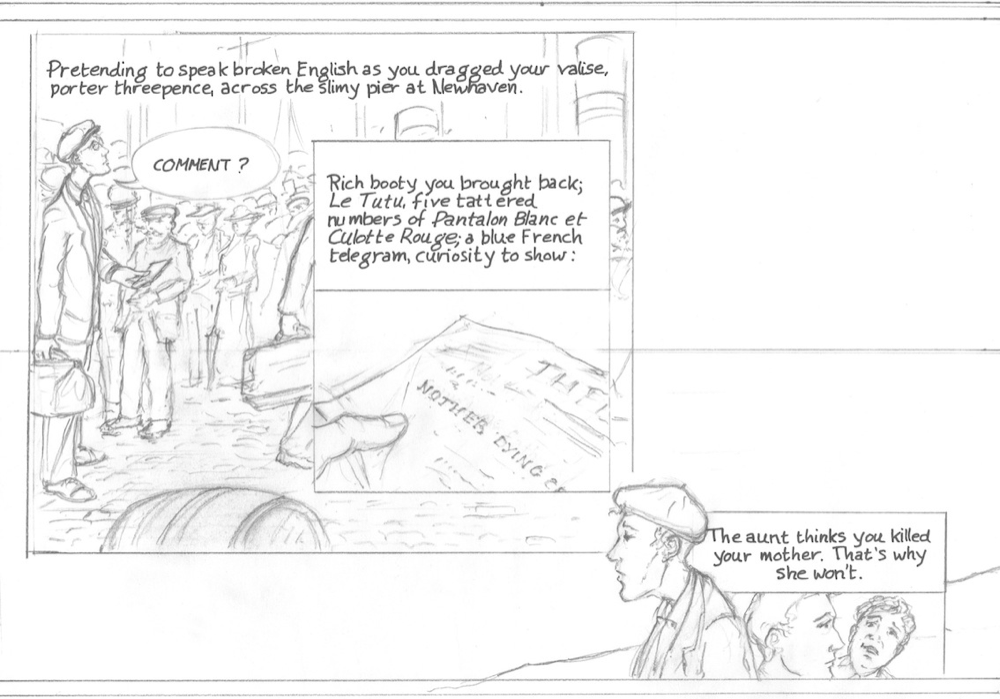 Pretending to speak broken English as you dragged your valise,
porter threepence, across the slimy pier at Newhaven.
COMMENT ?
Rich booty you brought back;
Le Tutu, five tattered
numbers of Pantalon Blanc et
Culotte Rouge; a blue French
telegram, curiosity to show:
NOTHER DYING
The aunt thinks you killed
your mother. That's why
she won't.